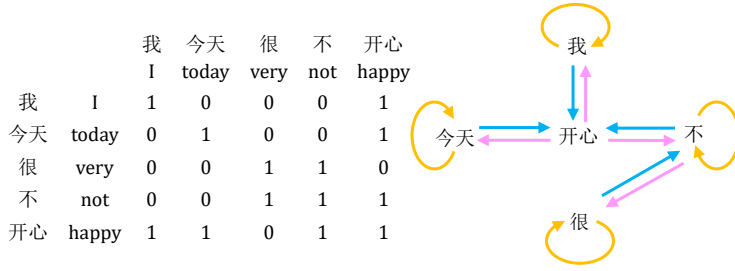 我 今天 很 不 开心
I today very not happy
我 I 1 0 0 0 1
今天 today 0 1 0 0 1
很 very 0 0 1 1 0
不 not 0 0 1 1 1
开心 happy 1 1 0 1 1
我
今天 开心 不
很